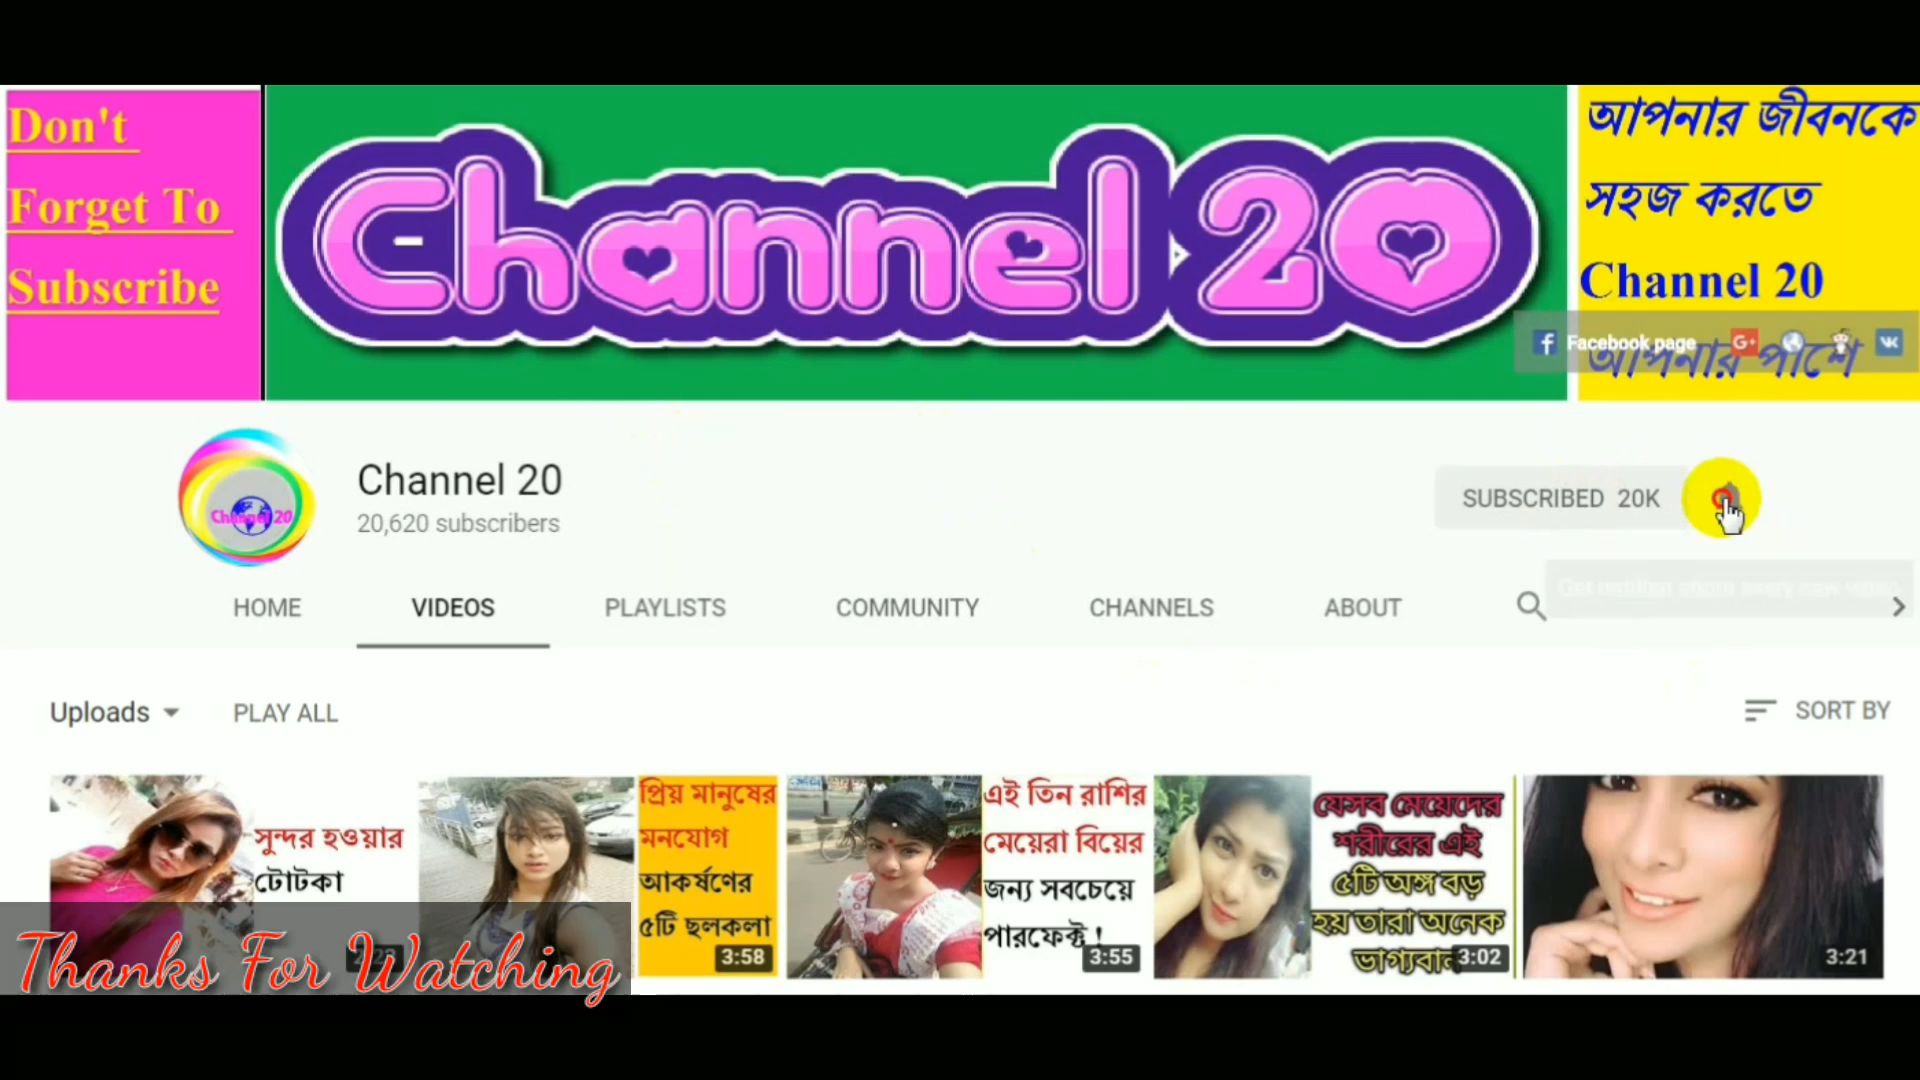 Don't
Forget To
Subscribe
Channel 20
আপনার জীবনকে
সহজ করতে
Channel 20
আপনার পাশে
Facebook page
Channel 20
Channel 20
20,620 subscribers
SUBSCRIBED 20K
HOME
VIDEOS
PLAYLISTS
COMMUNITY
CHANNELS
ABOUT
Uploads
PLAY ALL
SORT BY
সুন্দর হওয়ার
টোটকা
প্রিয় মানুষের
মনযোগ
আকর্ষণের
৫টি ছলকলা
3:58
এই তিন রাশির
মেয়েরা বিয়ের
জন্য সবচেয়ে
পারফেক্ট !
3:55
যেসব মেয়েদের
শরীরের এই
৫টি অঙ্গ বড়
হয় তারা অনেক
ভাগ্যবান
3:02
3:21
Thanks For Watching